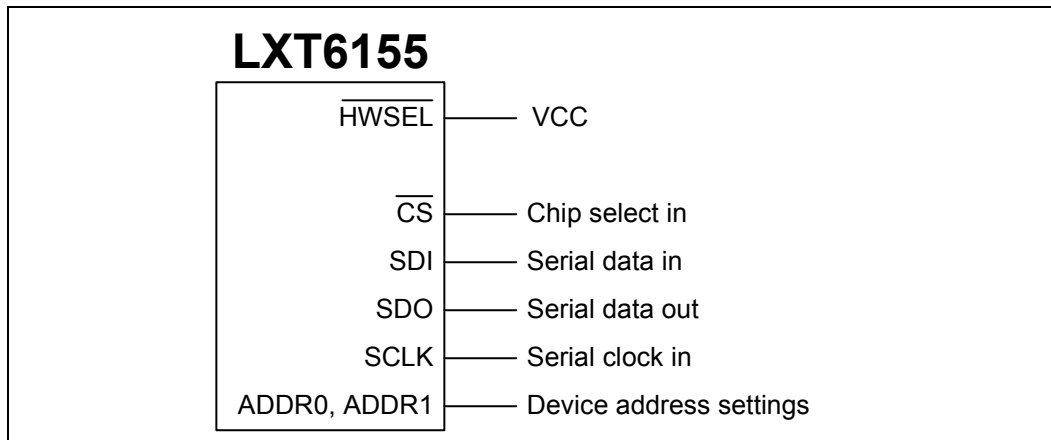 LXT6155
HWSEL VCC
CS Chip select in
SDI Serial data in
SDO Serial data out
SCLK Serial clock in
ADDR0, ADDR1 Device address settings